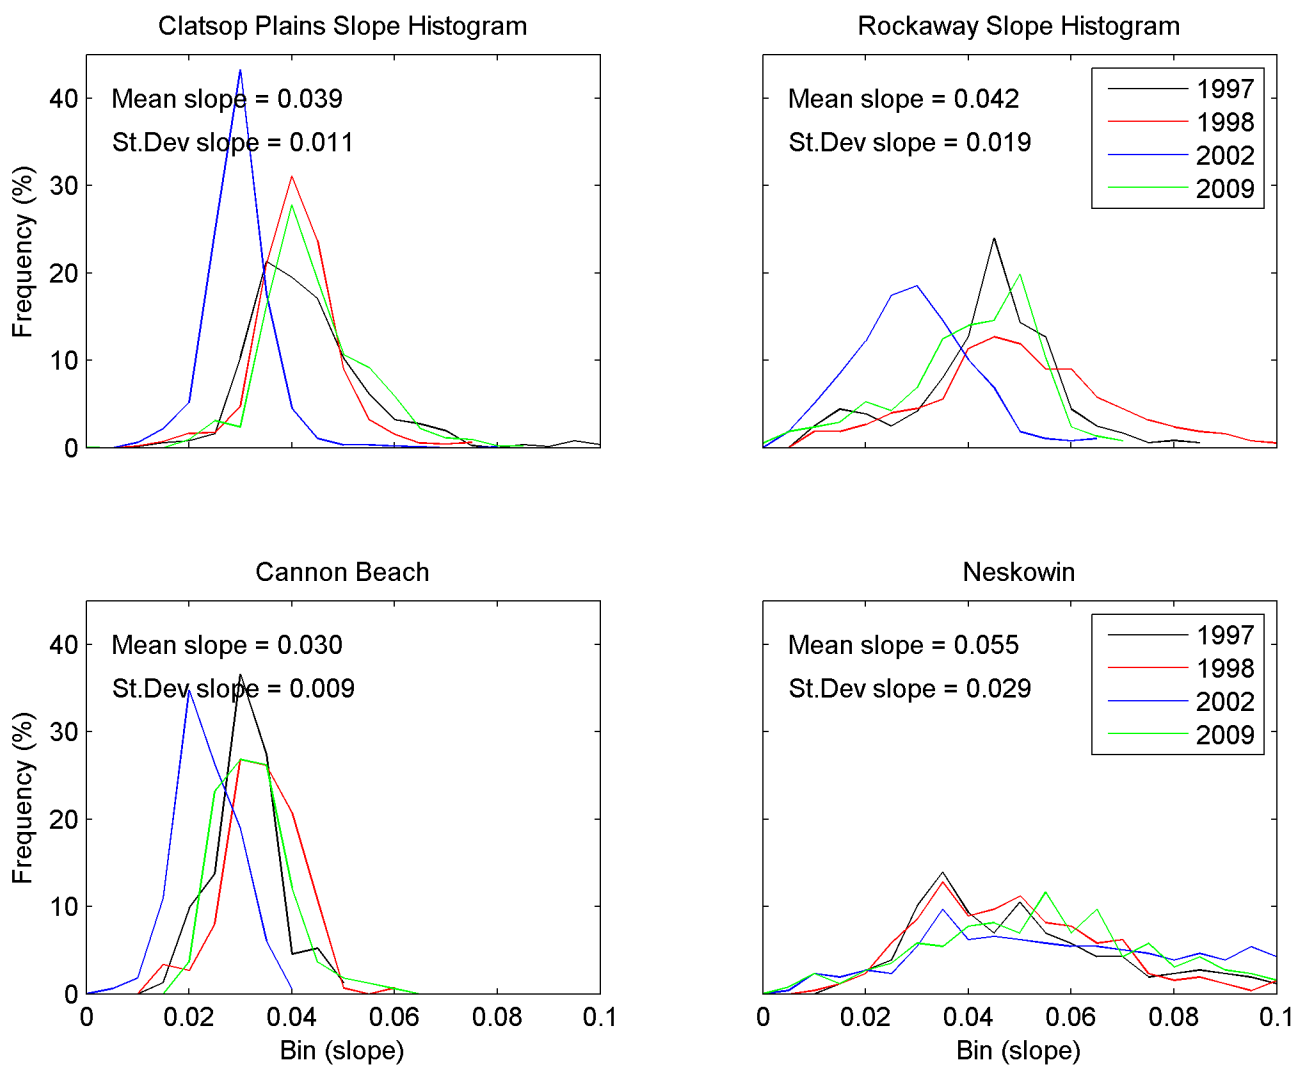 Clatsop Plains Slope Histogram
Mean slope = 0.039
St.Dev slope = 0.011
Frequency (%)
40
30
20
10
0
Rockaway Slope Histogram
Mean slope = 0.042
St.Dev slope = 0.019
1997
1998
2002
2009
Cannon Beach
Mean slope = 0.030
St.Dev slope = 0.009
Frequency (%)
40
30
20
10
0
0 0.02 0.04 0.06 0.08 0.1
Bin (slope)
Neskowin
Mean slope = 0.055
St.Dev slope = 0.029
1997
1998
2002
2009
0 0.02 0.04 0.06 0.08 0.1
Bin (slope)